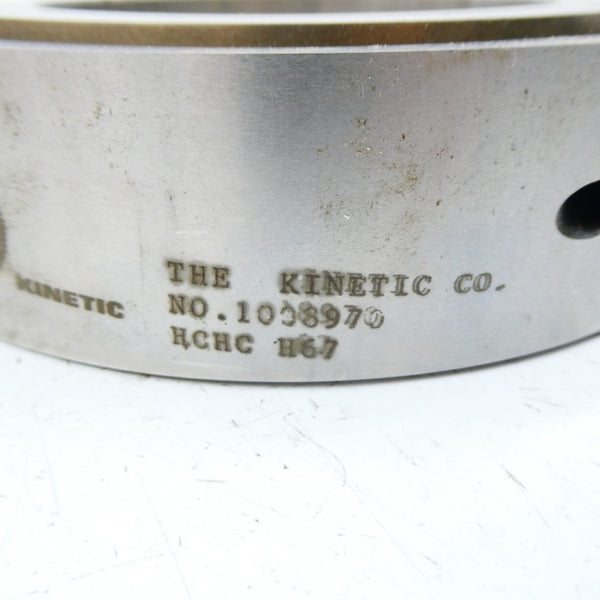 KINETIC
THE KINETIC CO.
NO.1008970
HCHC H67